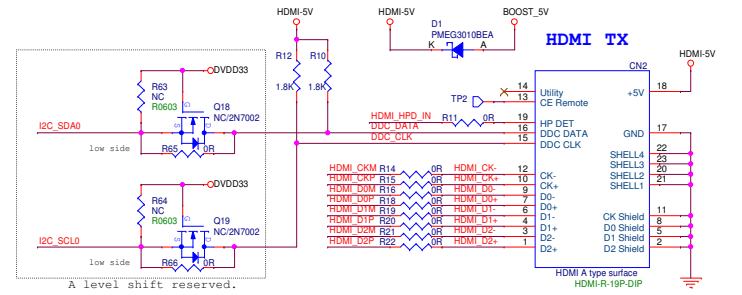 HDMI-5V
HDMI-5V
D1
PMEG3010BEA
BOOST_5V
K
A
HDMI TX
HDMI-5V
CN2
R12
R10
1.8K
1.8K
DVDD33
R63
NC
R0603
Q18
NC/2N7002
G
S
D
I2C_SDA0
low side
R65
0R
DVDD33
R64
NC
R0603
Q19
NC/2N7002
G
S
D
I2C_SCL0
low side
R66
0R
A level shift reserved.
TP2
HDMI_HPD_IN
R11
0R
DDC_DATA
DDC_CLK
14 Utility
13 CE Remote
19 HP DET
16 DDC DATA
15 DDC CLK
+5V 18
GND 17
SHELL4 22
SHELL3 23
SHELL2 20
SHELL1 21
HDMI_CKM R14 0R HDMI_CK- 12 CK-
HDMI_CKP R15 0R HDMI_CK+ 10 CK+
HDMI_D0M R16 0R HDMI_D0- 9 D0-
HDMI_D0P R18 0R HDMI_D0+ 7 D0+
HDMI_D1M R19 0R HDMI_D1- 6 D1-
HDMI_D1P R20 0R HDMI_D1+ 4 D1+
HDMI_D2M R21 0R HDMI_D2- 3 D2-
HDMI_D2P R22 0R HDMI_D2+ 1 D2+
CK Shield 11
D0 Shield 8
D1 Shield 5
D2 Shield 2
HDMI A type surface
HDMI-R-19P-DIP